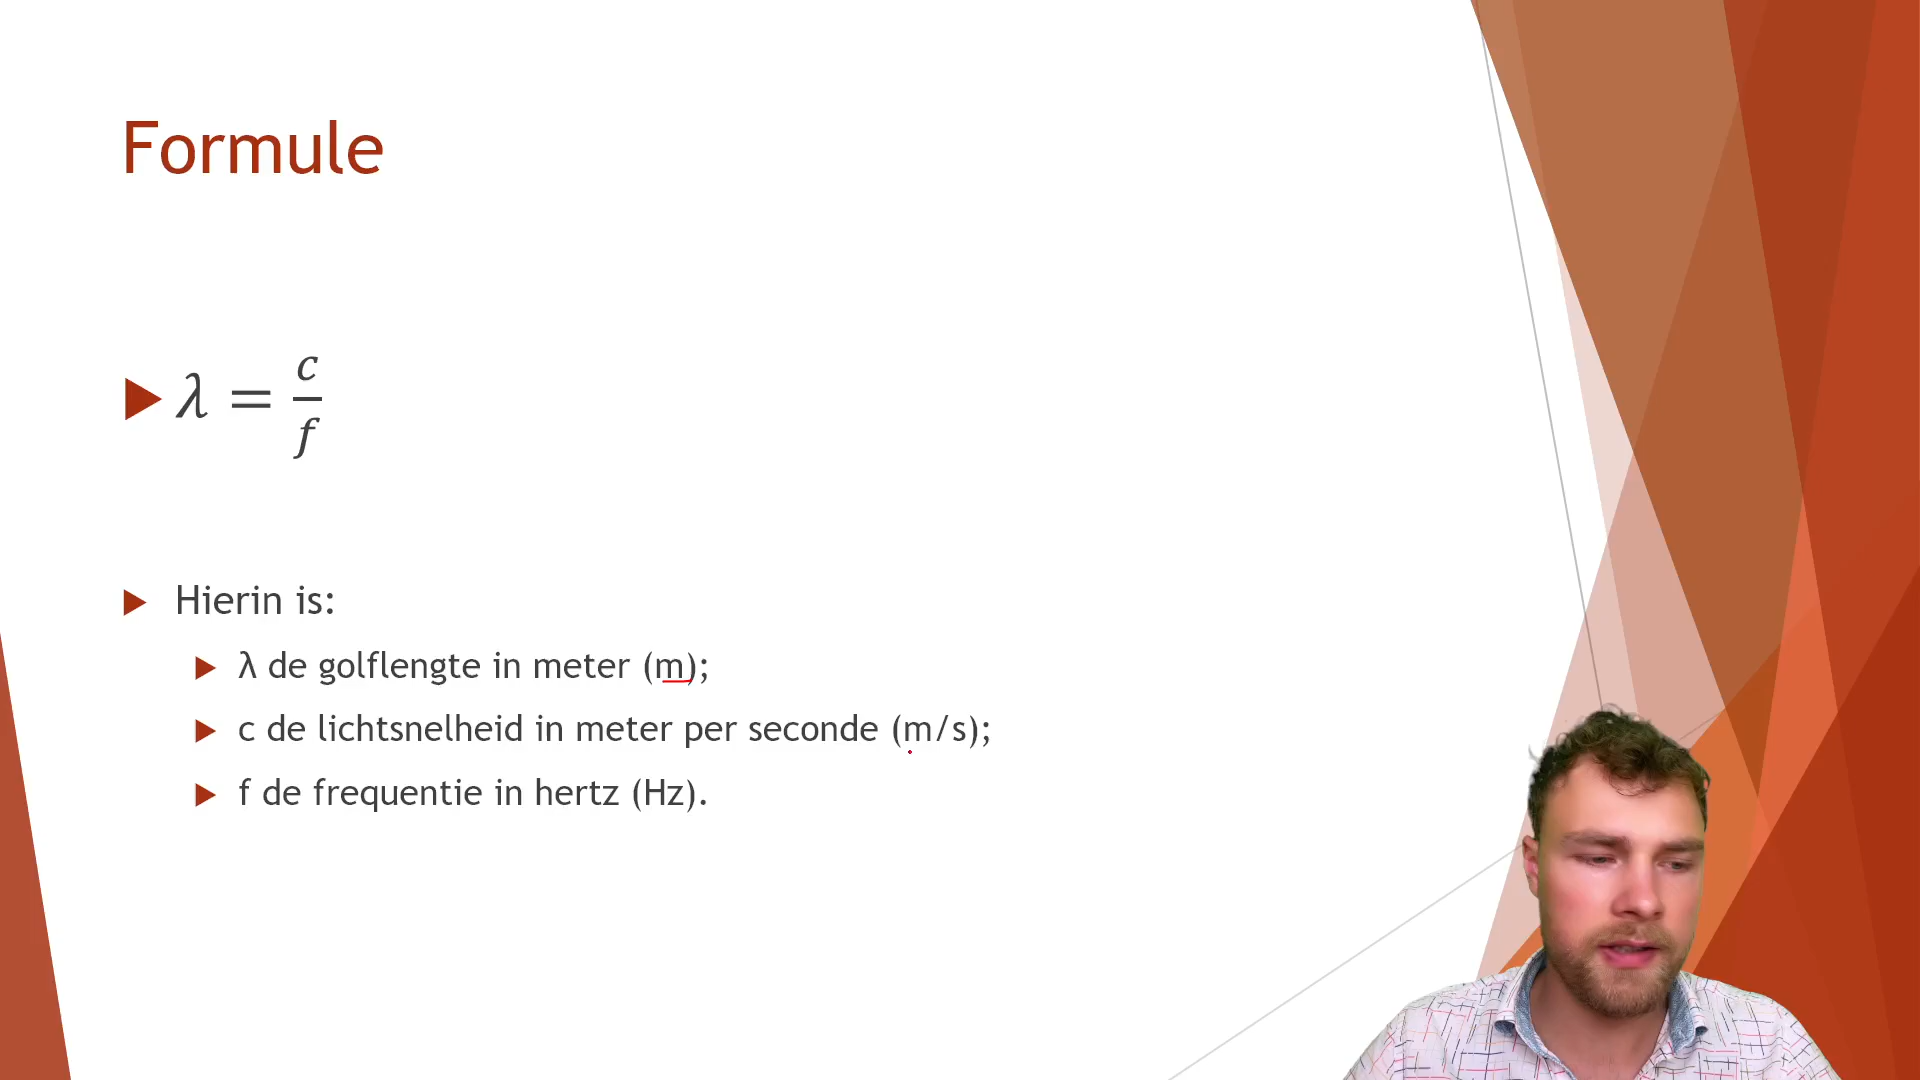 Formule
λ = c/f
Hierin is:
λ de golflengte in meter (m);
c de lichtsnelheid in meter per seconde (m/s);
f de frequentie in hertz (Hz).